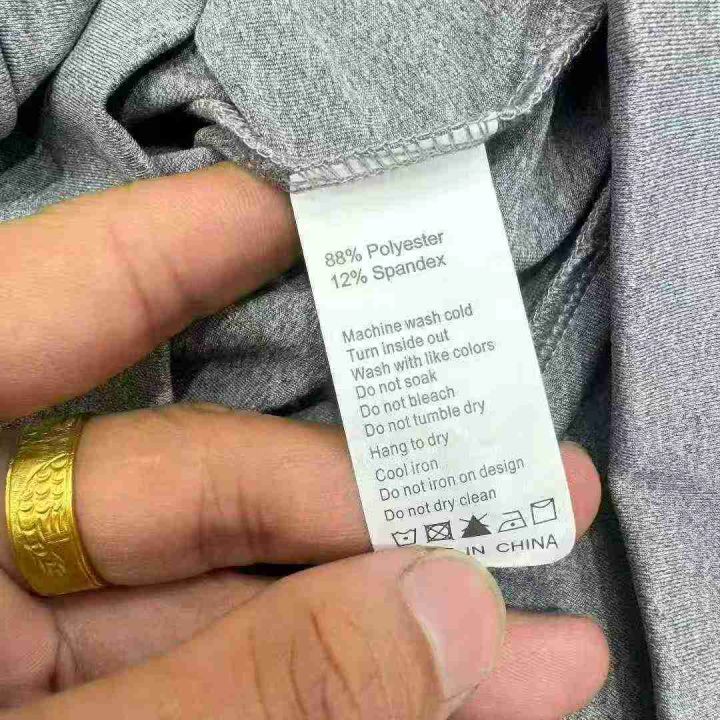 88% Polyester
12% Spandex
Machine wash cold
Turn inside out
Wash with like colors
Do not soak
Do not bleach
Do not tumble dry
Hang to dry
Cool iron
Do not iron on design
Do not dry clean
IN CHINA